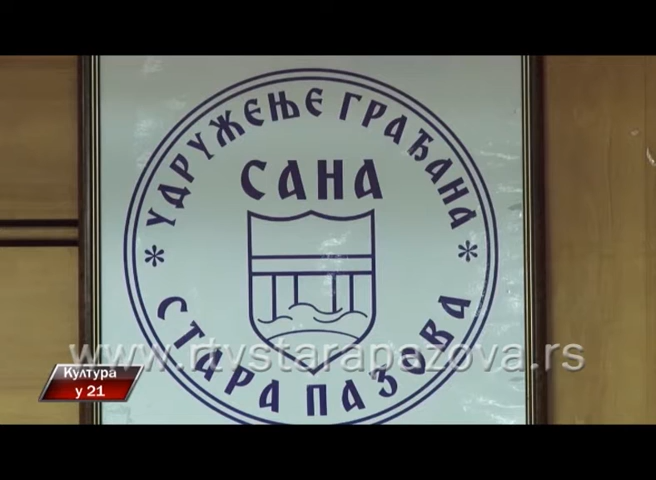 УДРУЖЕЊЕ ГРАЂАНА
САНА
* СТАРА ПАЗОВА *
www.rtvstarapazova.rs
Култура
у 21